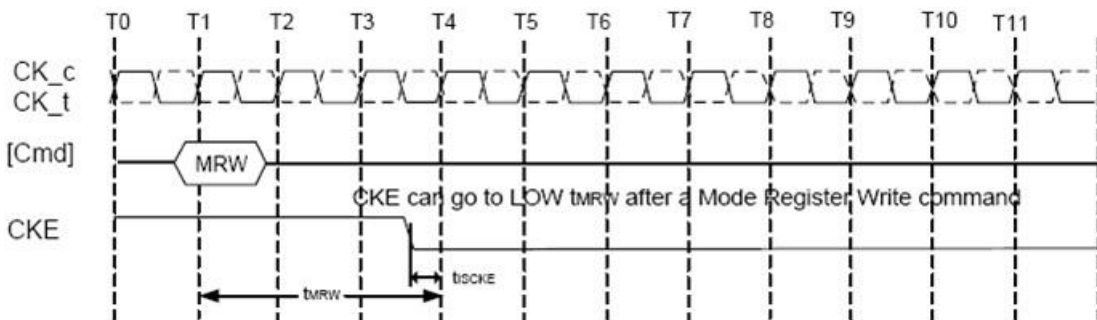 T0 T1 T2 T3 T4 T5 T6 T7 T8 T9 T10 T11
CK_c
CK_t
[Cmd]
MRW
CKE can go to LOW tMRW after a Mode Register Write command
CKE
tISCKE
tMRW